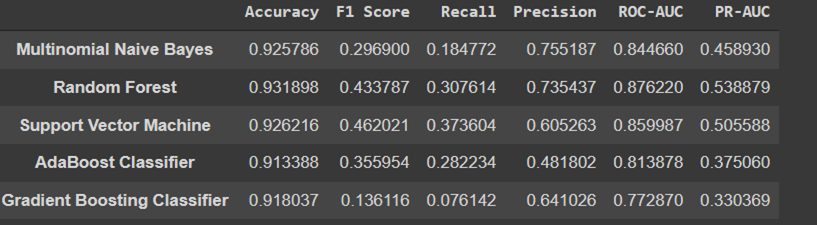 Accuracy F1 Score Recall Precision ROC-AUC PR-AUC
Multinomial Naive Bayes 0.925786 0.296900 0.184772 0.755187 0.844660 0.458930
Random Forest 0.931898 0.433787 0.307614 0.735437 0.876220 0.538879
Support Vector Machine 0.926216 0.462021 0.373604 0.605263 0.859987 0.505588
AdaBoost Classifier 0.913388 0.355954 0.282234 0.481802 0.813878 0.375060
Gradient Boosting Classifier 0.918037 0.136116 0.076142 0.641026 0.772870 0.330369